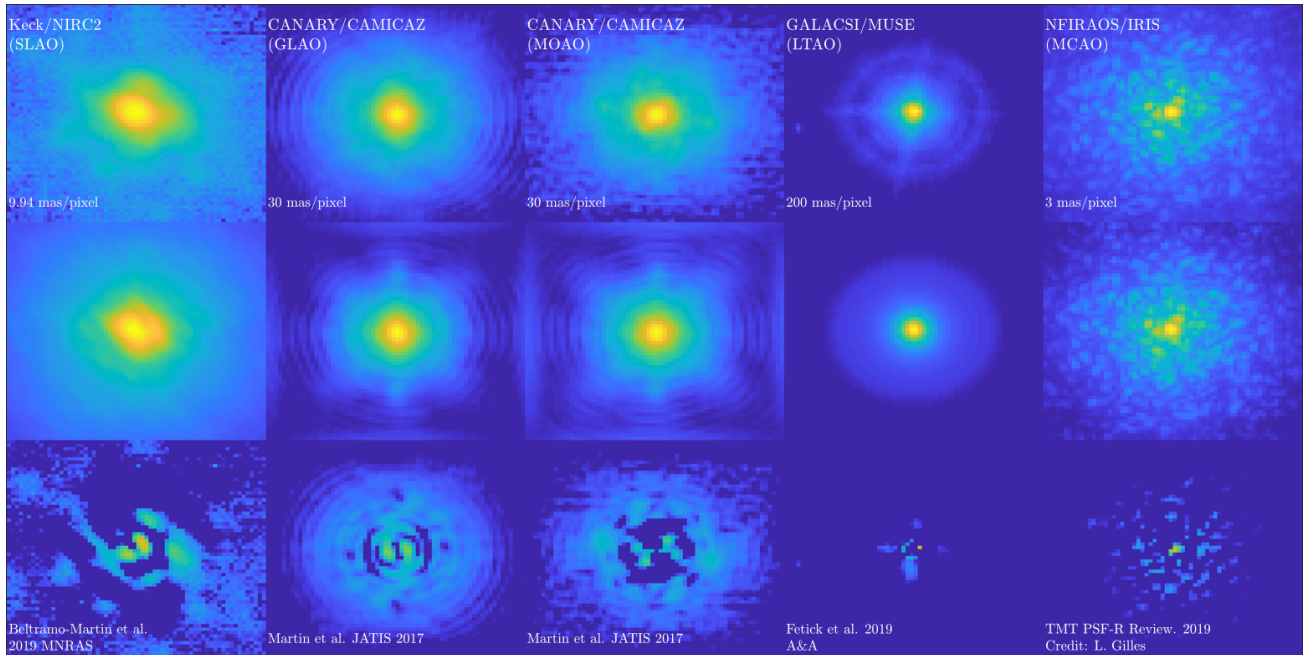 Keck/NIRC2
(SLAO)
CANARY/CAMICAZ
(GLAO)
CANARY/CAMICAZ
(MOAO)
GALACSI/MUSE
(LTAO)
NFIRAOS/IRIS
(MCAO)
9.94 mas/pixel
30 mas/pixel
30 mas/pixel
200 mas/pixel
3 mas/pixel
Beltramo-Martin et al.
2019 MNRAS
Martin et al. JATIS 2017
Martin et al. JATIS 2017
Fetick et al. 2019
A&A
TMT PSF-R Review. 2019
Credit: L. Gilles